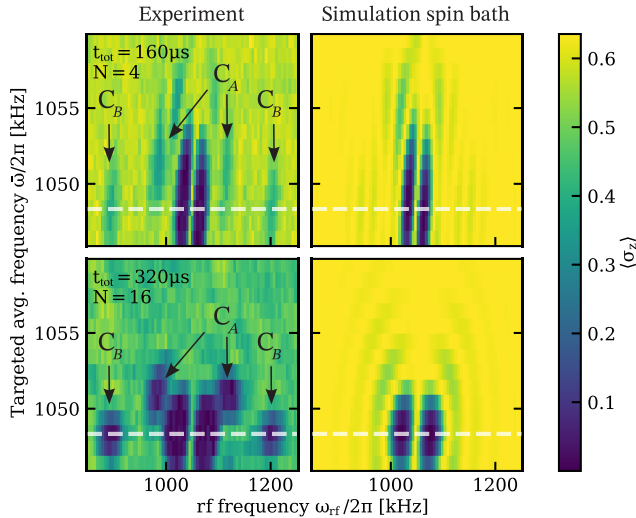 Experiment
Simulation spin bath
t_tot = 160μs
N = 4
C_A
C_B
C_B
1055
1050
t_tot = 320μs
N = 16
C_A
C_B
C_B
1055
1050
Targeted avg. frequency ω̄/2π [kHz]
1000
1200
1000
1200
rf frequency ω_rf/2π [kHz]
0.6
0.5
0.4
0.3
0.2
0.1
⟨σ_z⟩